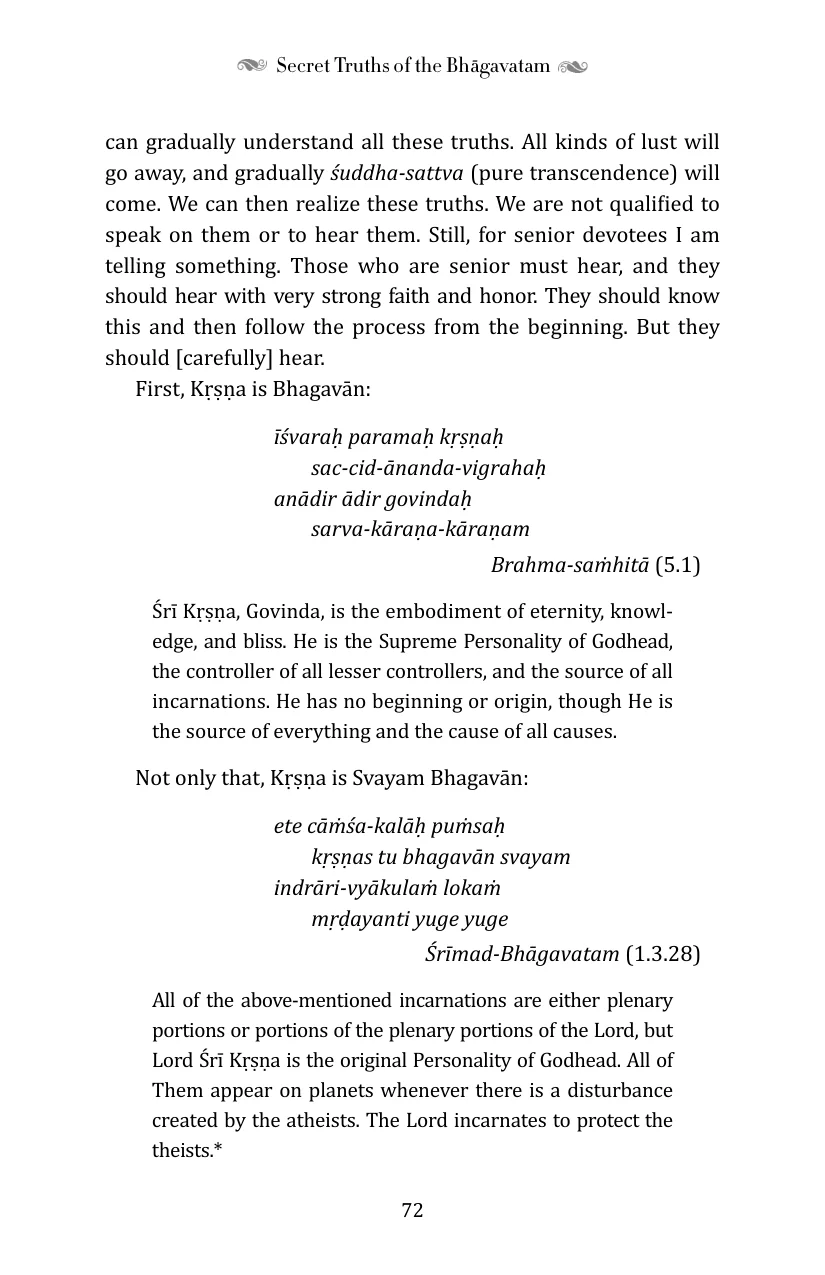 Secret Truths of the Bhāgavatam
can gradually understand all these truths. All kinds of lust will
go away, and gradually śuddha-sattva (pure transcendence) will
come. We can then realize these truths. We are not qualified to
speak on them or to hear them. Still, for senior devotees I am
telling something. Those who are senior must hear, and they
should hear with very strong faith and honor. They should know
this and then follow the process from the beginning. But they
should [carefully] hear.
First, Kṛṣṇa is Bhagavān:
īśvaraḥ paramaḥ kṛṣṇaḥ
sac-cid-ānanda-vigrahaḥ
anādir ādir govindaḥ
sarva-kāraṇa-kāraṇam
Brahma-saṁhitā (5.1)
Śrī Kṛṣṇa, Govinda, is the embodiment of eternity, knowl-
edge, and bliss. He is the Supreme Personality of Godhead,
the controller of all lesser controllers, and the source of all
incarnations. He has no beginning or origin, though He is
the source of everything and the cause of all causes.
Not only that, Kṛṣṇa is Svayam Bhagavān:
ete cāṁśa-kalāḥ puṁsaḥ
kṛṣṇas tu bhagavān svayam
indrāri-vyākulaṁ lokaṁ
mṛḍayanti yuge yuge
Śrīmad-Bhāgavatam (1.3.28)
All of the above-mentioned incarnations are either plenary
portions or portions of the plenary portions of the Lord, but
Lord Śrī Kṛṣṇa is the original Personality of Godhead. All of
Them appear on planets whenever there is a disturbance
created by the atheists. The Lord incarnates to protect the
theists.*
72